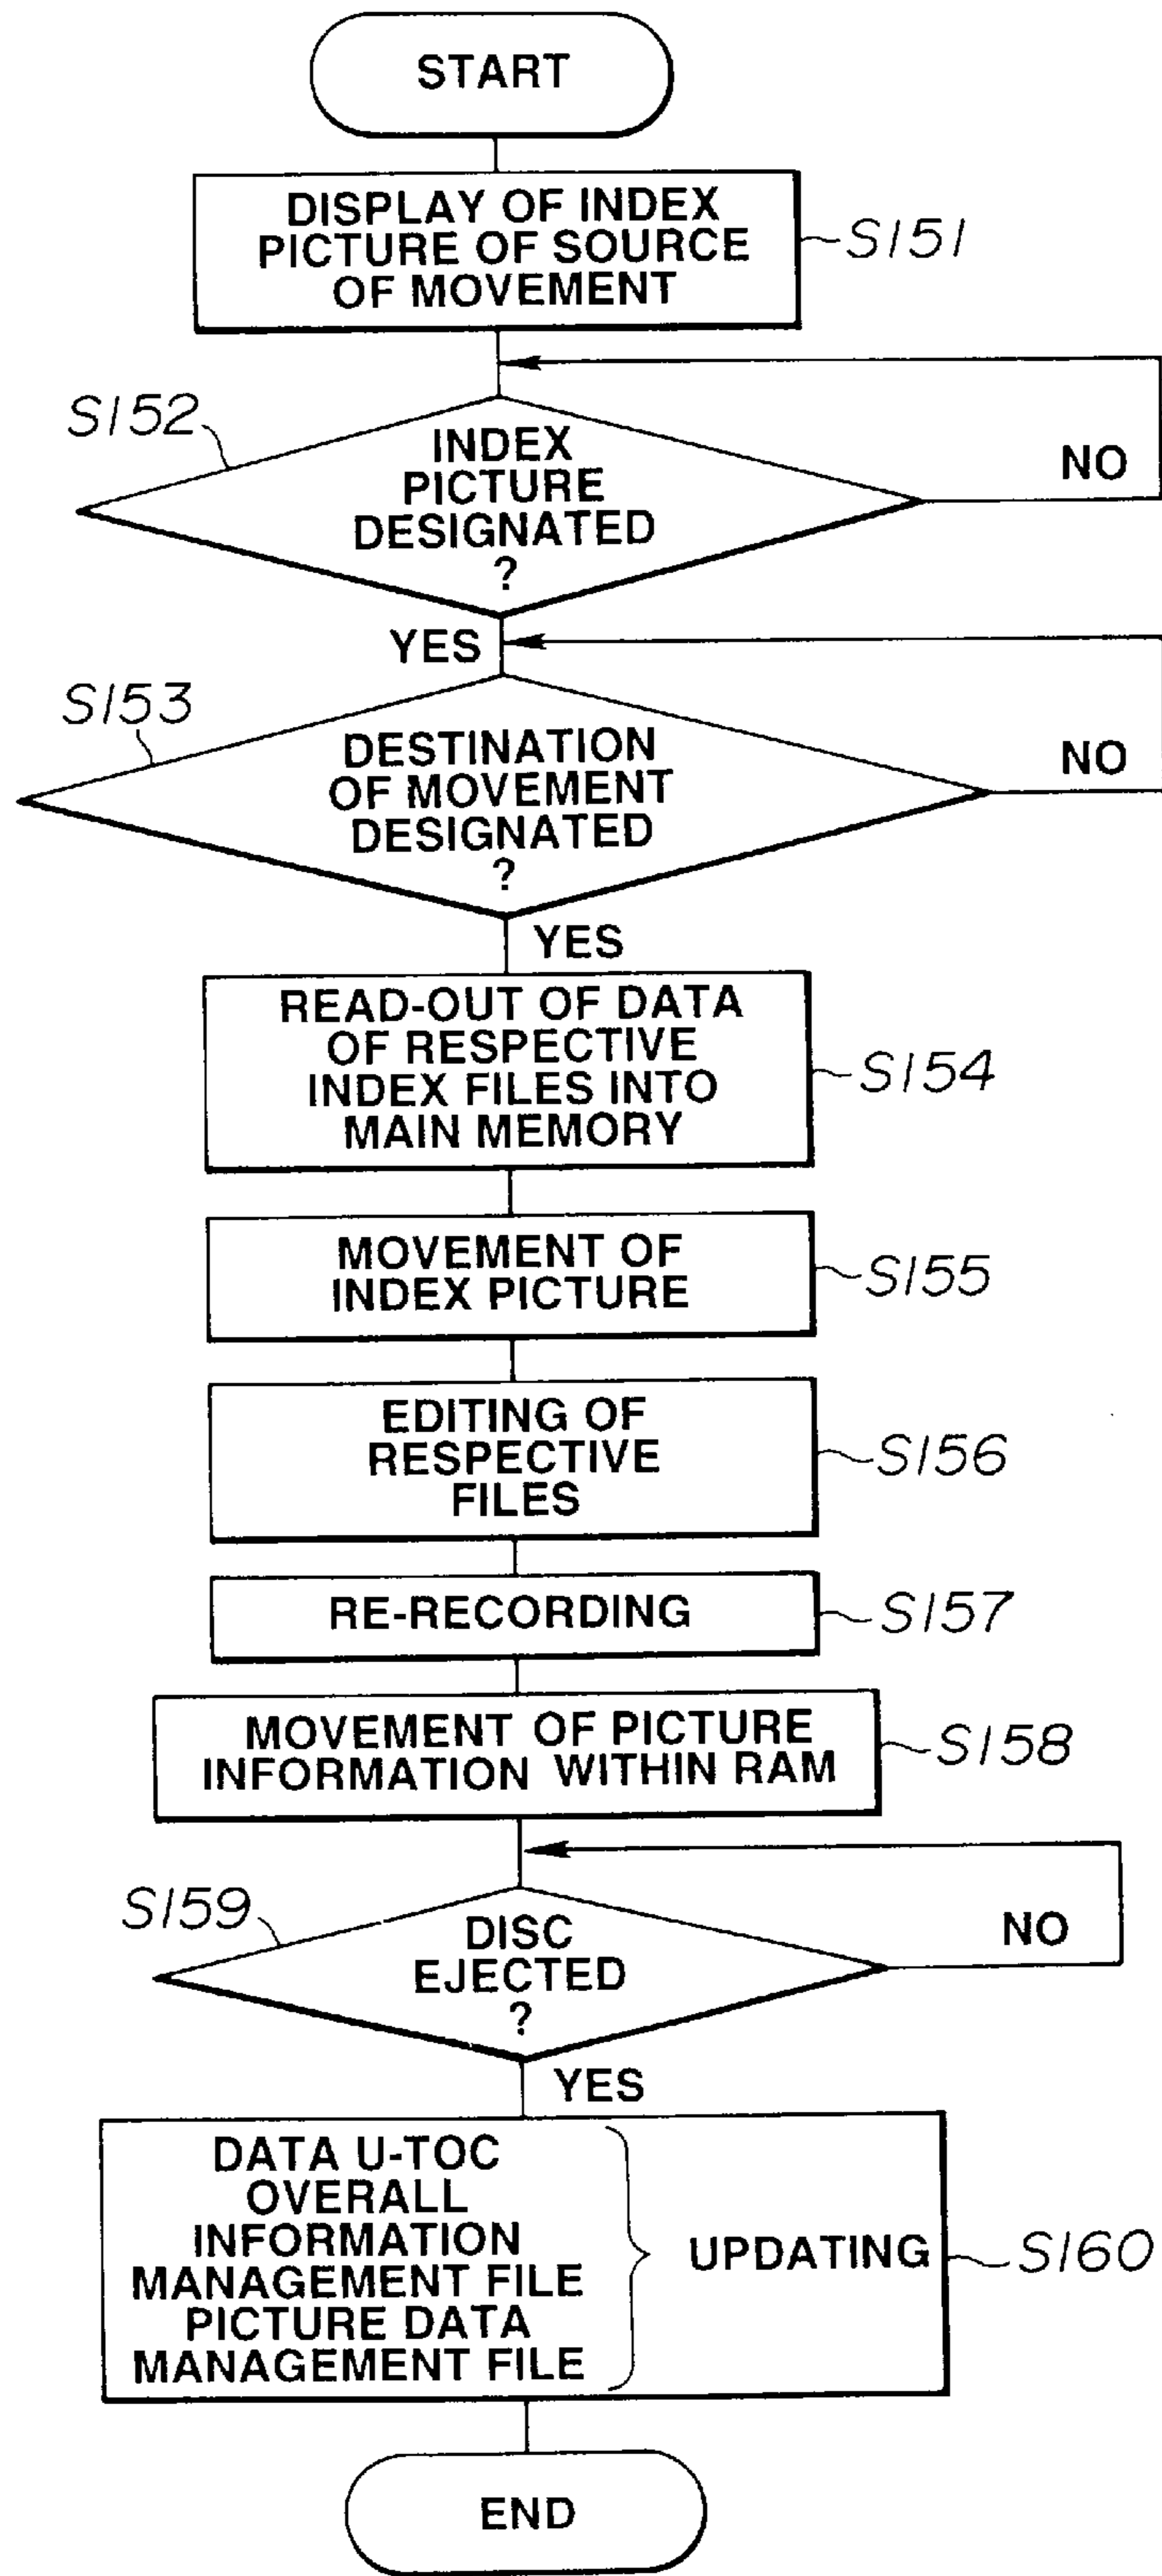 START
DISPLAY OF INDEX
PICTURE OF SOURCE
OF MOVEMENT
S151
S152
INDEX
PICTURE
DESIGNATED
?
NO
YES
S153
DESTINATION
OF MOVEMENT
DESIGNATED
?
NO
YES
READ-OUT OF DATA
OF RESPECTIVE
INDEX FILES INTO
MAIN MEMORY
S154
MOVEMENT OF
INDEX PICTURE
S155
EDITING OF
RESPECTIVE
FILES
S156
RE-RECORDING
S157
MOVEMENT OF PICTURE
INFORMATION WITHIN RAM
S158
S159
DISC
EJECTED
?
NO
YES
DATA U-TOC
OVERALL
INFORMATION
MANAGEMENT FILE
PICTURE DATA
MANAGEMENT FILE
UPDATING
S160
END